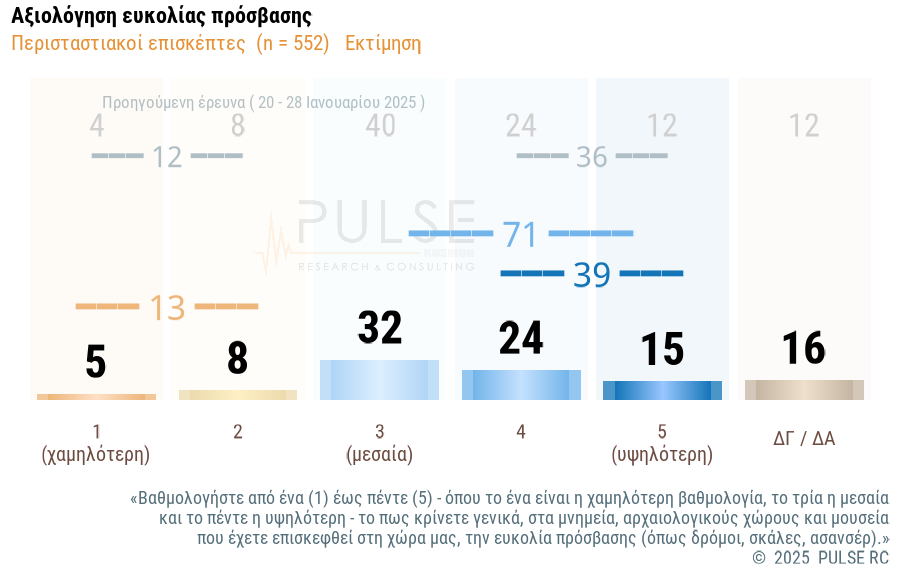 Αξιολόγηση ευκολίας πρόσβασης
Περιστασιακοί επισκέπτες (n = 552) Εκτίμηση
Προηγούμενη έρευνα ( 20 - 28 Ιανουαρίου 2025 )
4 8 40 24 12 12
12 36
PULSE
71
RESEARCH & CONSULTING
39
13
5 8 32 24 15 16
1 2 3 4 5 ΔΓ / ΔΑ
(χαμηλότερη) (μεσαία) (υψηλότερη)
«Βαθμολογήστε από ένα (1) έως πέντε (5) - όπου το ένα είναι η χαμηλότερη βαθμολογία, το τρία η μεσαία
και το πέντε η υψηλότερη - το πως κρίνετε γενικά, στα μνημεία, αρχαιολογικούς χώρους και μουσεία
που έχετε επισκεφθεί στη χώρα μας, την ευκολία πρόσβασης (όπως δρόμοι, σκάλες, ασανσέρ).»
© 2025 PULSE RC